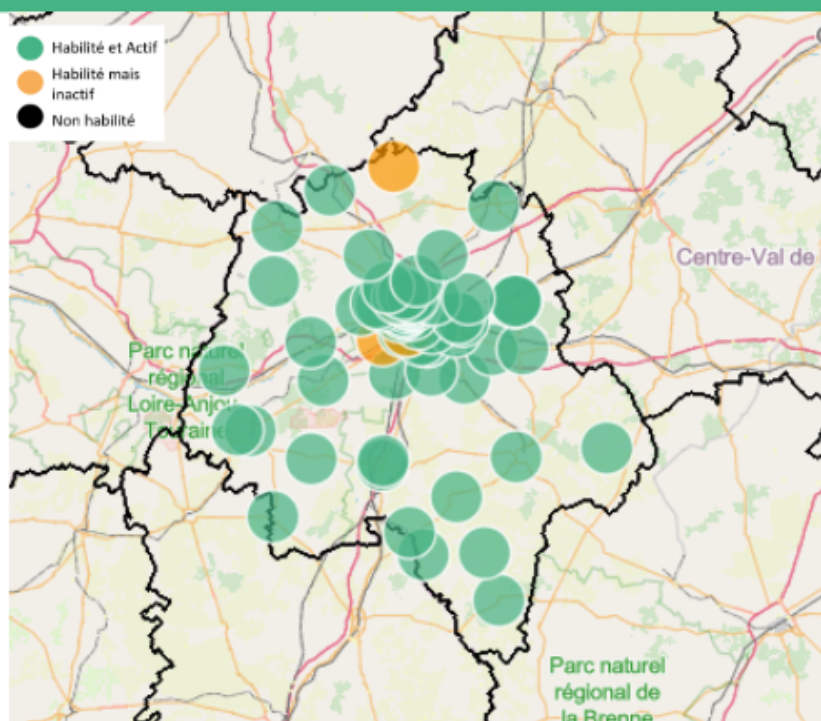 Habilité et Actif
Habilité mais
inactif
Non habilité
Centre-Val de
Parc naturel
régional
Loire-Anjou-
Touraine
Parc naturel
régional de
la Brenne